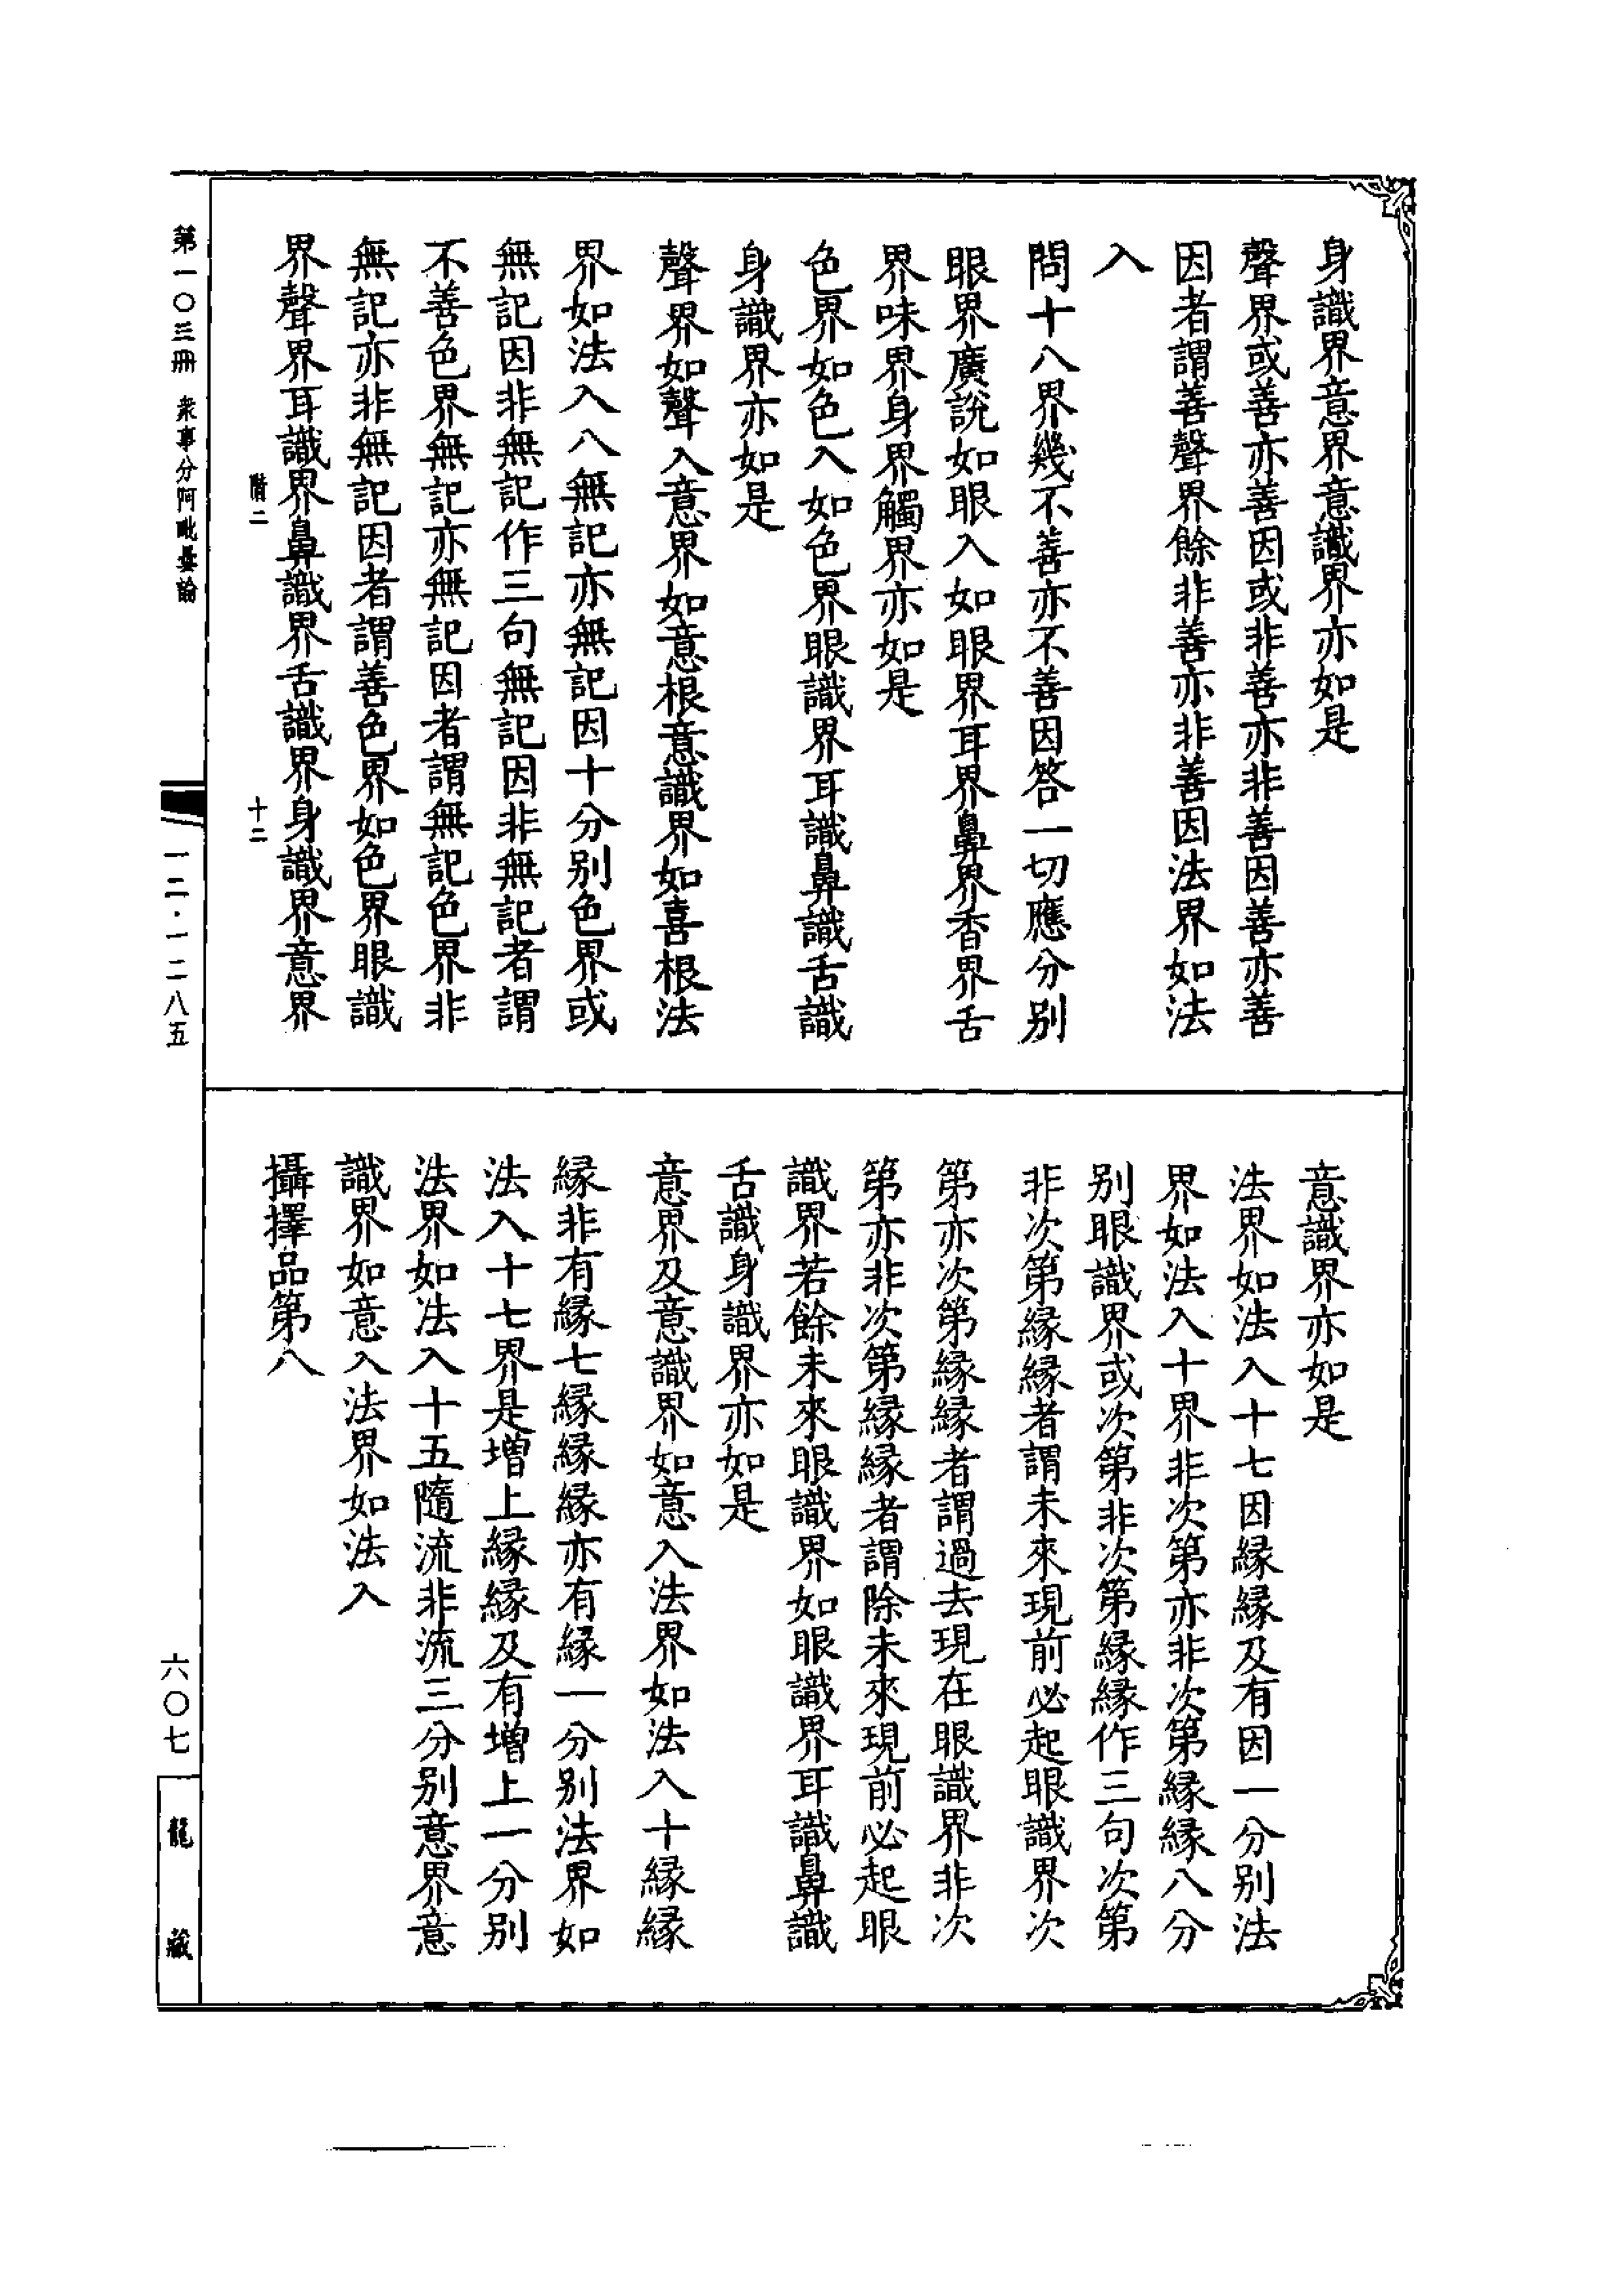 身識界意界意識界亦如是
聲界或善亦善因或非善亦非善因善亦善
因者謂善聲界餘非善亦非善因法界如法
入
問十八界幾不善亦不善因答一切應分別
眼界廣說如眼入如眼界耳界鼻界香界舌
界味界身界觸界亦如是
色界如色入如色界眼識界耳識鼻識舌識
身識界亦如是
聲界如聲入意界如意根意識界如喜根法
界如法入八無記亦無記因十分別色界或
無記因非無記作三句無記因非無記者謂
不善色界無記亦無記因者謂無記色界非
無記亦非無記因者謂善色界如色界眼識
界聲界耳識界鼻識界舌識界身識界意界
階二
十二
意識界亦如是
法界如法入十七因緣緣及有因一分別法
界如法入十界非次第亦非次第緣緣八分
別眼識界或次第非次第緣緣作三句次第
非次第緣緣者謂未來現前必起眼識界次
第亦次第緣緣者謂過去現在眼識界非次
第亦非次第緣緣者謂除未來現前必起眼
識界若餘未來眼識界如眼識界耳識鼻識
舌識身識界亦如是
意界及意識界如意入法界如法入十緣緣
緣非有緣七緣緣緣亦有緣一分別法界如
法入十七界是增上緣緣及有增上一分別
法界如法入十五隨流非流三分別意界意
識界如意入法界如法入
攝擇品第八
第一〇三冊 衆事分阿毗曇論
一二·一二八五
六〇七
龍藏